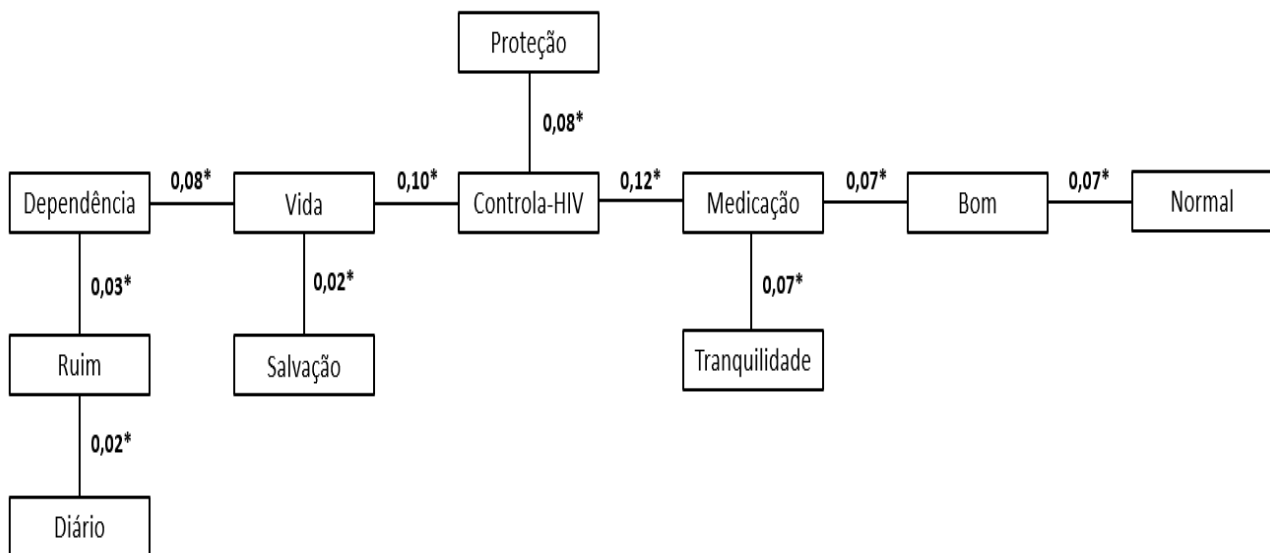 Proteção
0,08*
Dependência
0,08*
Vida
0,10*
Controla-HIV
0,12*
Medicação
0,07*
Bom
0,07*
Normal
0,03*
0,02*
0,07*
Ruim
Salvação
Tranquilidade
0,02*
Diário